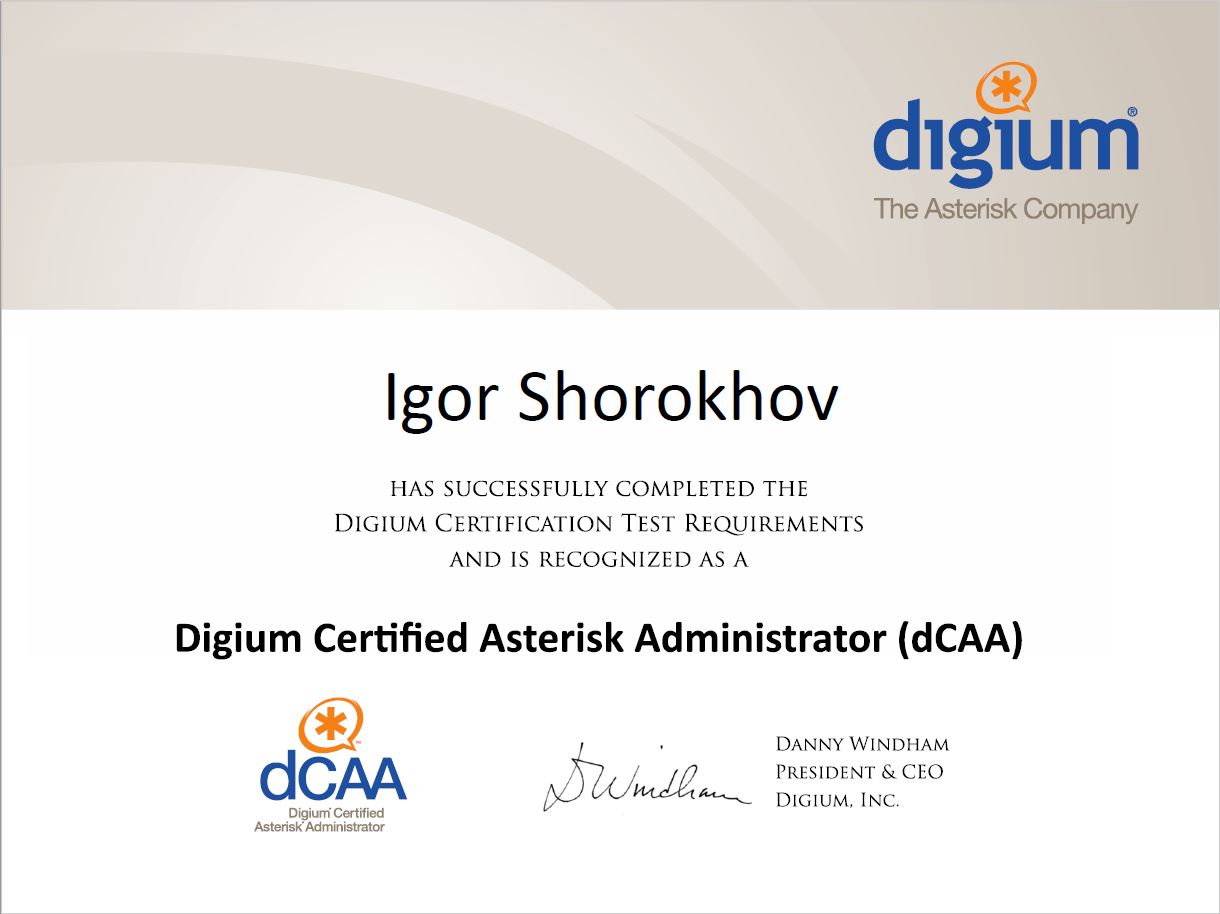 digium®
The Asterisk Company
Igor Shorokhov
HAS SUCCESSFULLY COMPLETED THE
DIGIUM CERTIFICATION TEST REQUIREMENTS
AND IS RECOGNIZED AS A
Digium Certified Asterisk Administrator (dCAA)
dCAA™
Digium® Certified
Asterisk® Administrator
DWindham
DANNY WINDHAM
PRESIDENT & CEO
DIGIUM, INC.